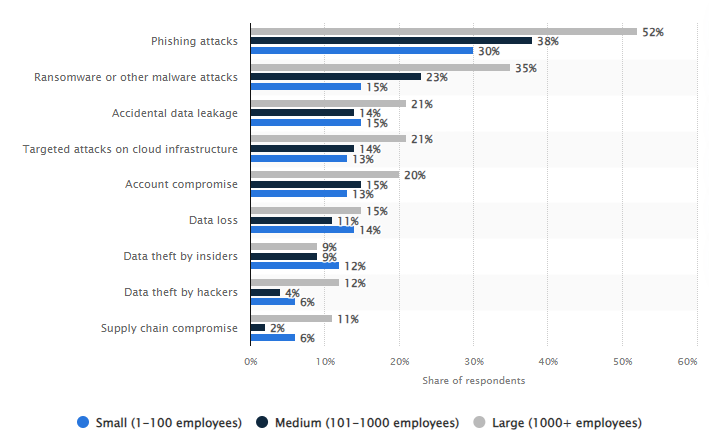 Phishing attacks
52%
38%
30%
Ransomware or other malware attacks
35%
23%
15%
Accidental data leakage
21%
14%
15%
Targeted attacks on cloud infrastructure
21%
14%
13%
Account compromise
20%
15%
13%
Data loss
15%
11%
14%
Data theft by insiders
9%
9%
12%
Data theft by hackers
12%
4%
6%
Supply chain compromise
11%
2%
6%
0% 10% 20% 30% 40% 50% 60%
Share of respondents
Small (1-100 employees) Medium (101-1000 employees) Large (1000+ employees)